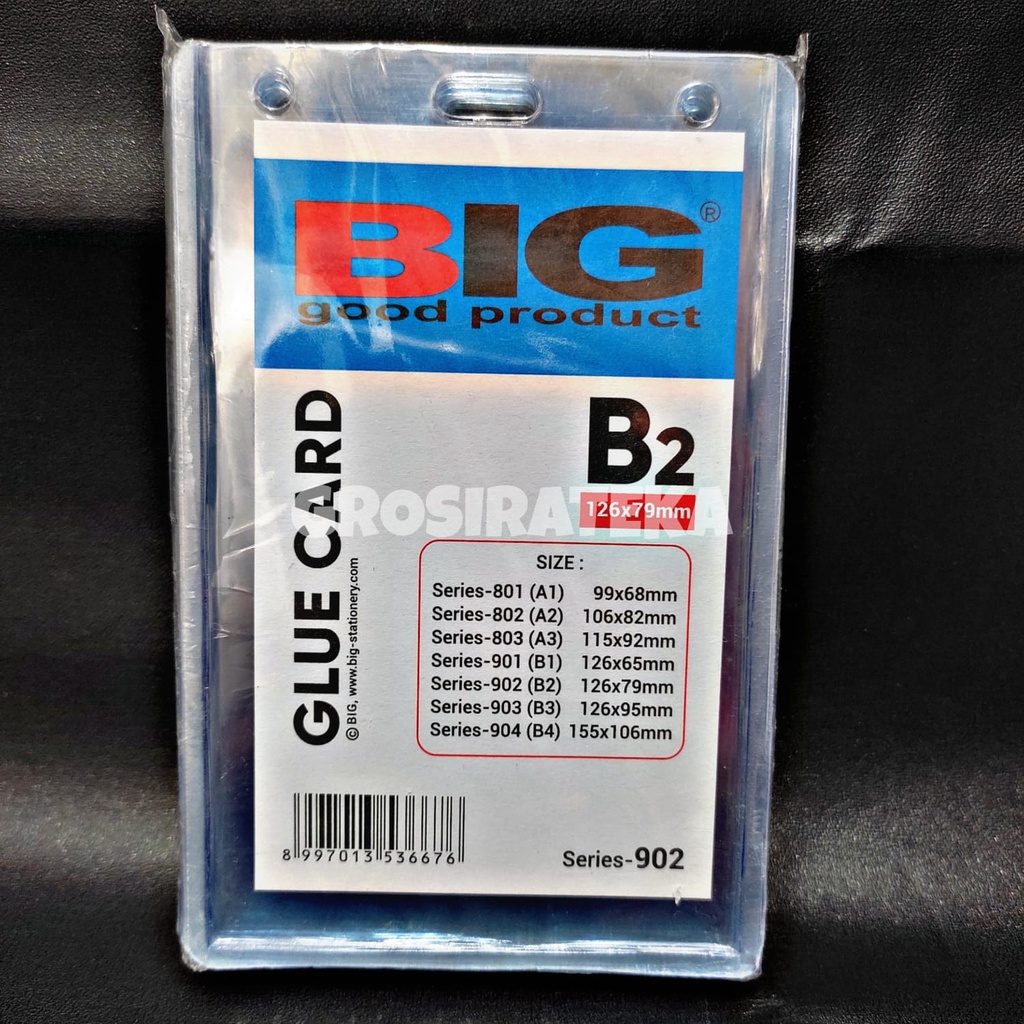 BIG®
good product
B2
126x79mm
GROSIRATEKA
GLUE CARD
© BIG, www.big-stationery.com
SIZE :
Series-801 (A1) 99x68mm
Series-802 (A2) 106x82mm
Series-803 (A3) 115x92mm
Series-901 (B1) 126x65mm
Series-902 (B2) 126x79mm
Series-903 (B3) 126x95mm
Series-904 (B4) 155x106mm
8 997013 536676
Series-902